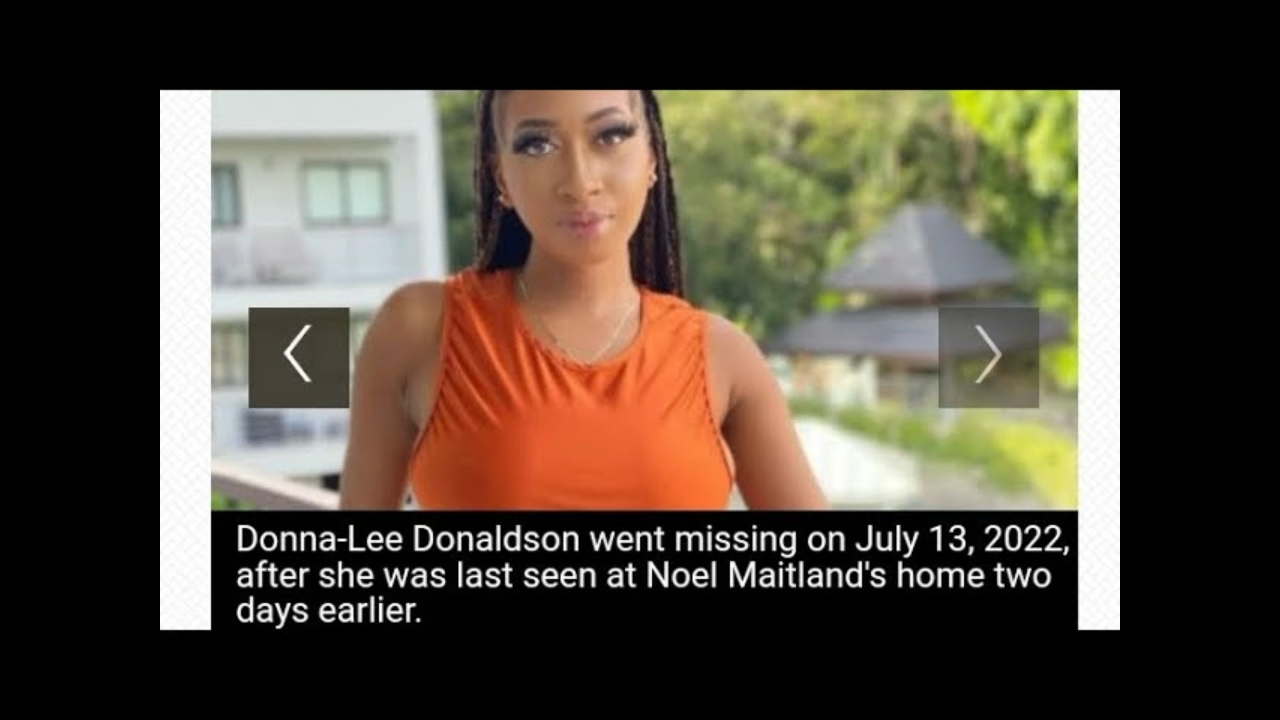 Donna-Lee Donaldson went missing on July 13, 2022,
after she was last seen at Noel Maitland's home two
days earlier.